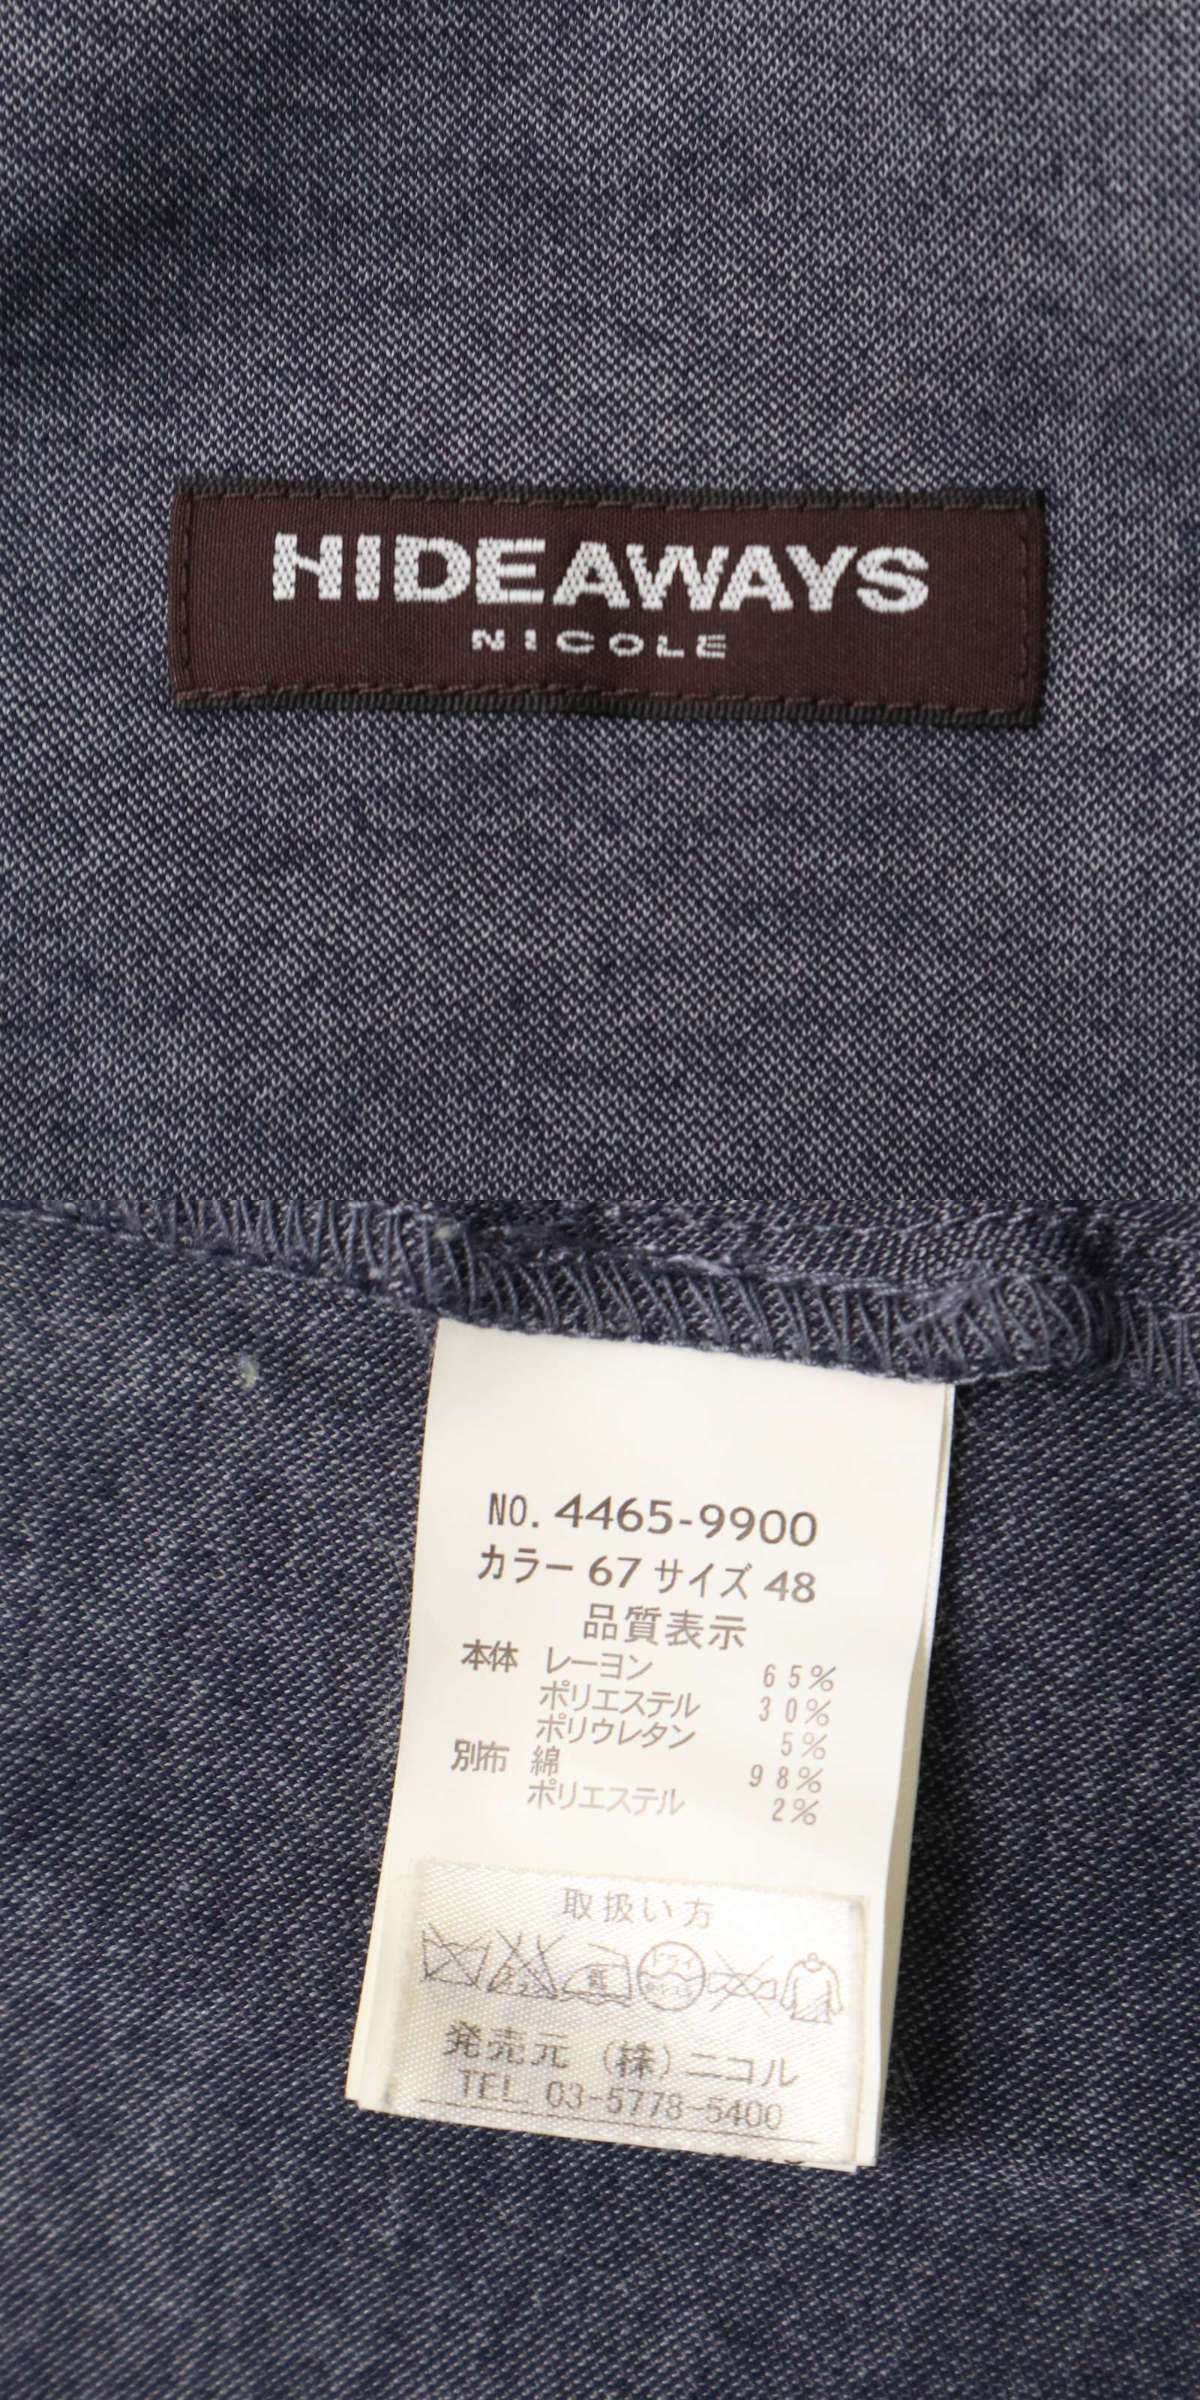 HIDEAWAYS
NICOLE
NO. 4465-9900
カラー 67 サイズ 48
品質表示
本体 レーヨン 65%
ポリエステル 30%
ポリウレタン 5%
別布 綿 98%
ポリエステル 2%
取扱い方
ドライ
発売元 (株)ニコル
TEL 03-5778-5400